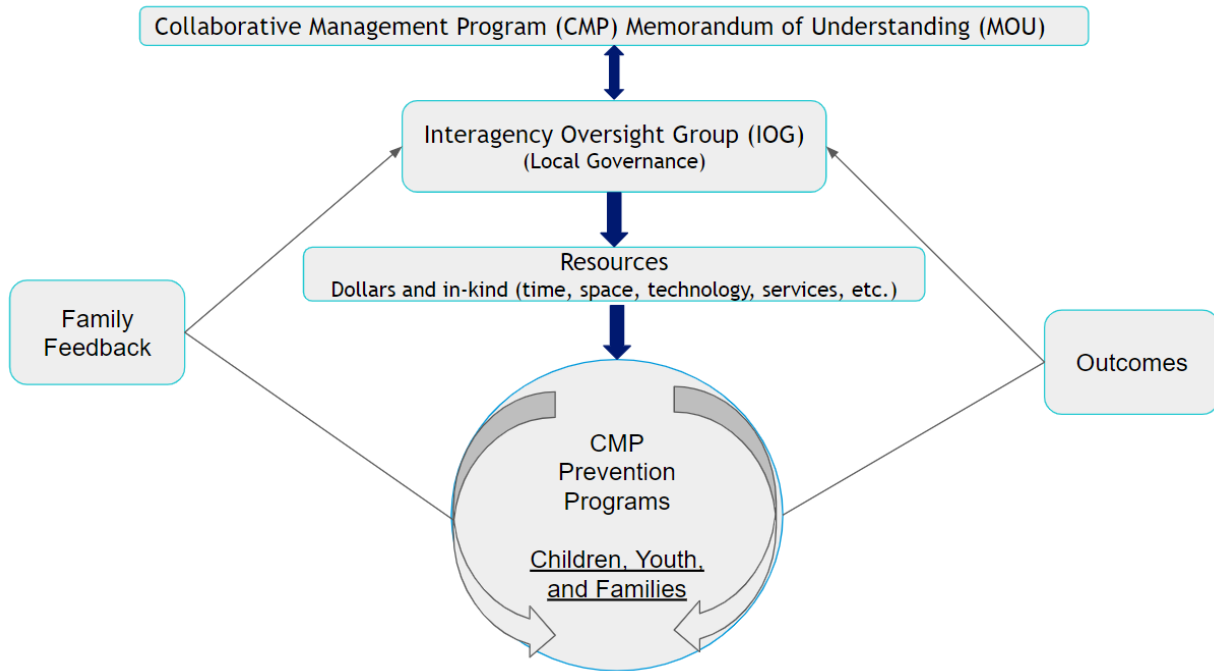 Collaborative Management Program (CMP) Memorandum of Understanding (MOU)
Interagency Oversight Group (IOG)
(Local Governance)
Resources
Dollars and in-kind (time, space, technology, services, etc.)
Family
Feedback
Outcomes
CMP
Prevention
Programs
Children, Youth,
and Families